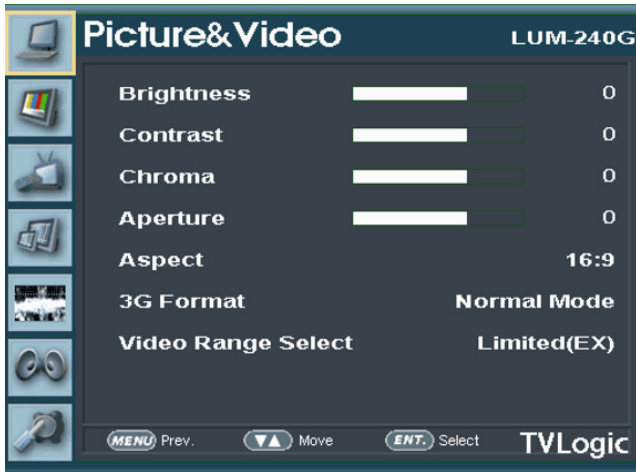 Picture&Video LUM-240G
Brightness 0
Contrast 0
Chroma 0
Aperture 0
Aspect 16:9
3G Format Normal Mode
Video Range Select Limited(EX)
MENU Prev. ▼▲ Move ENT. Select TVLogic